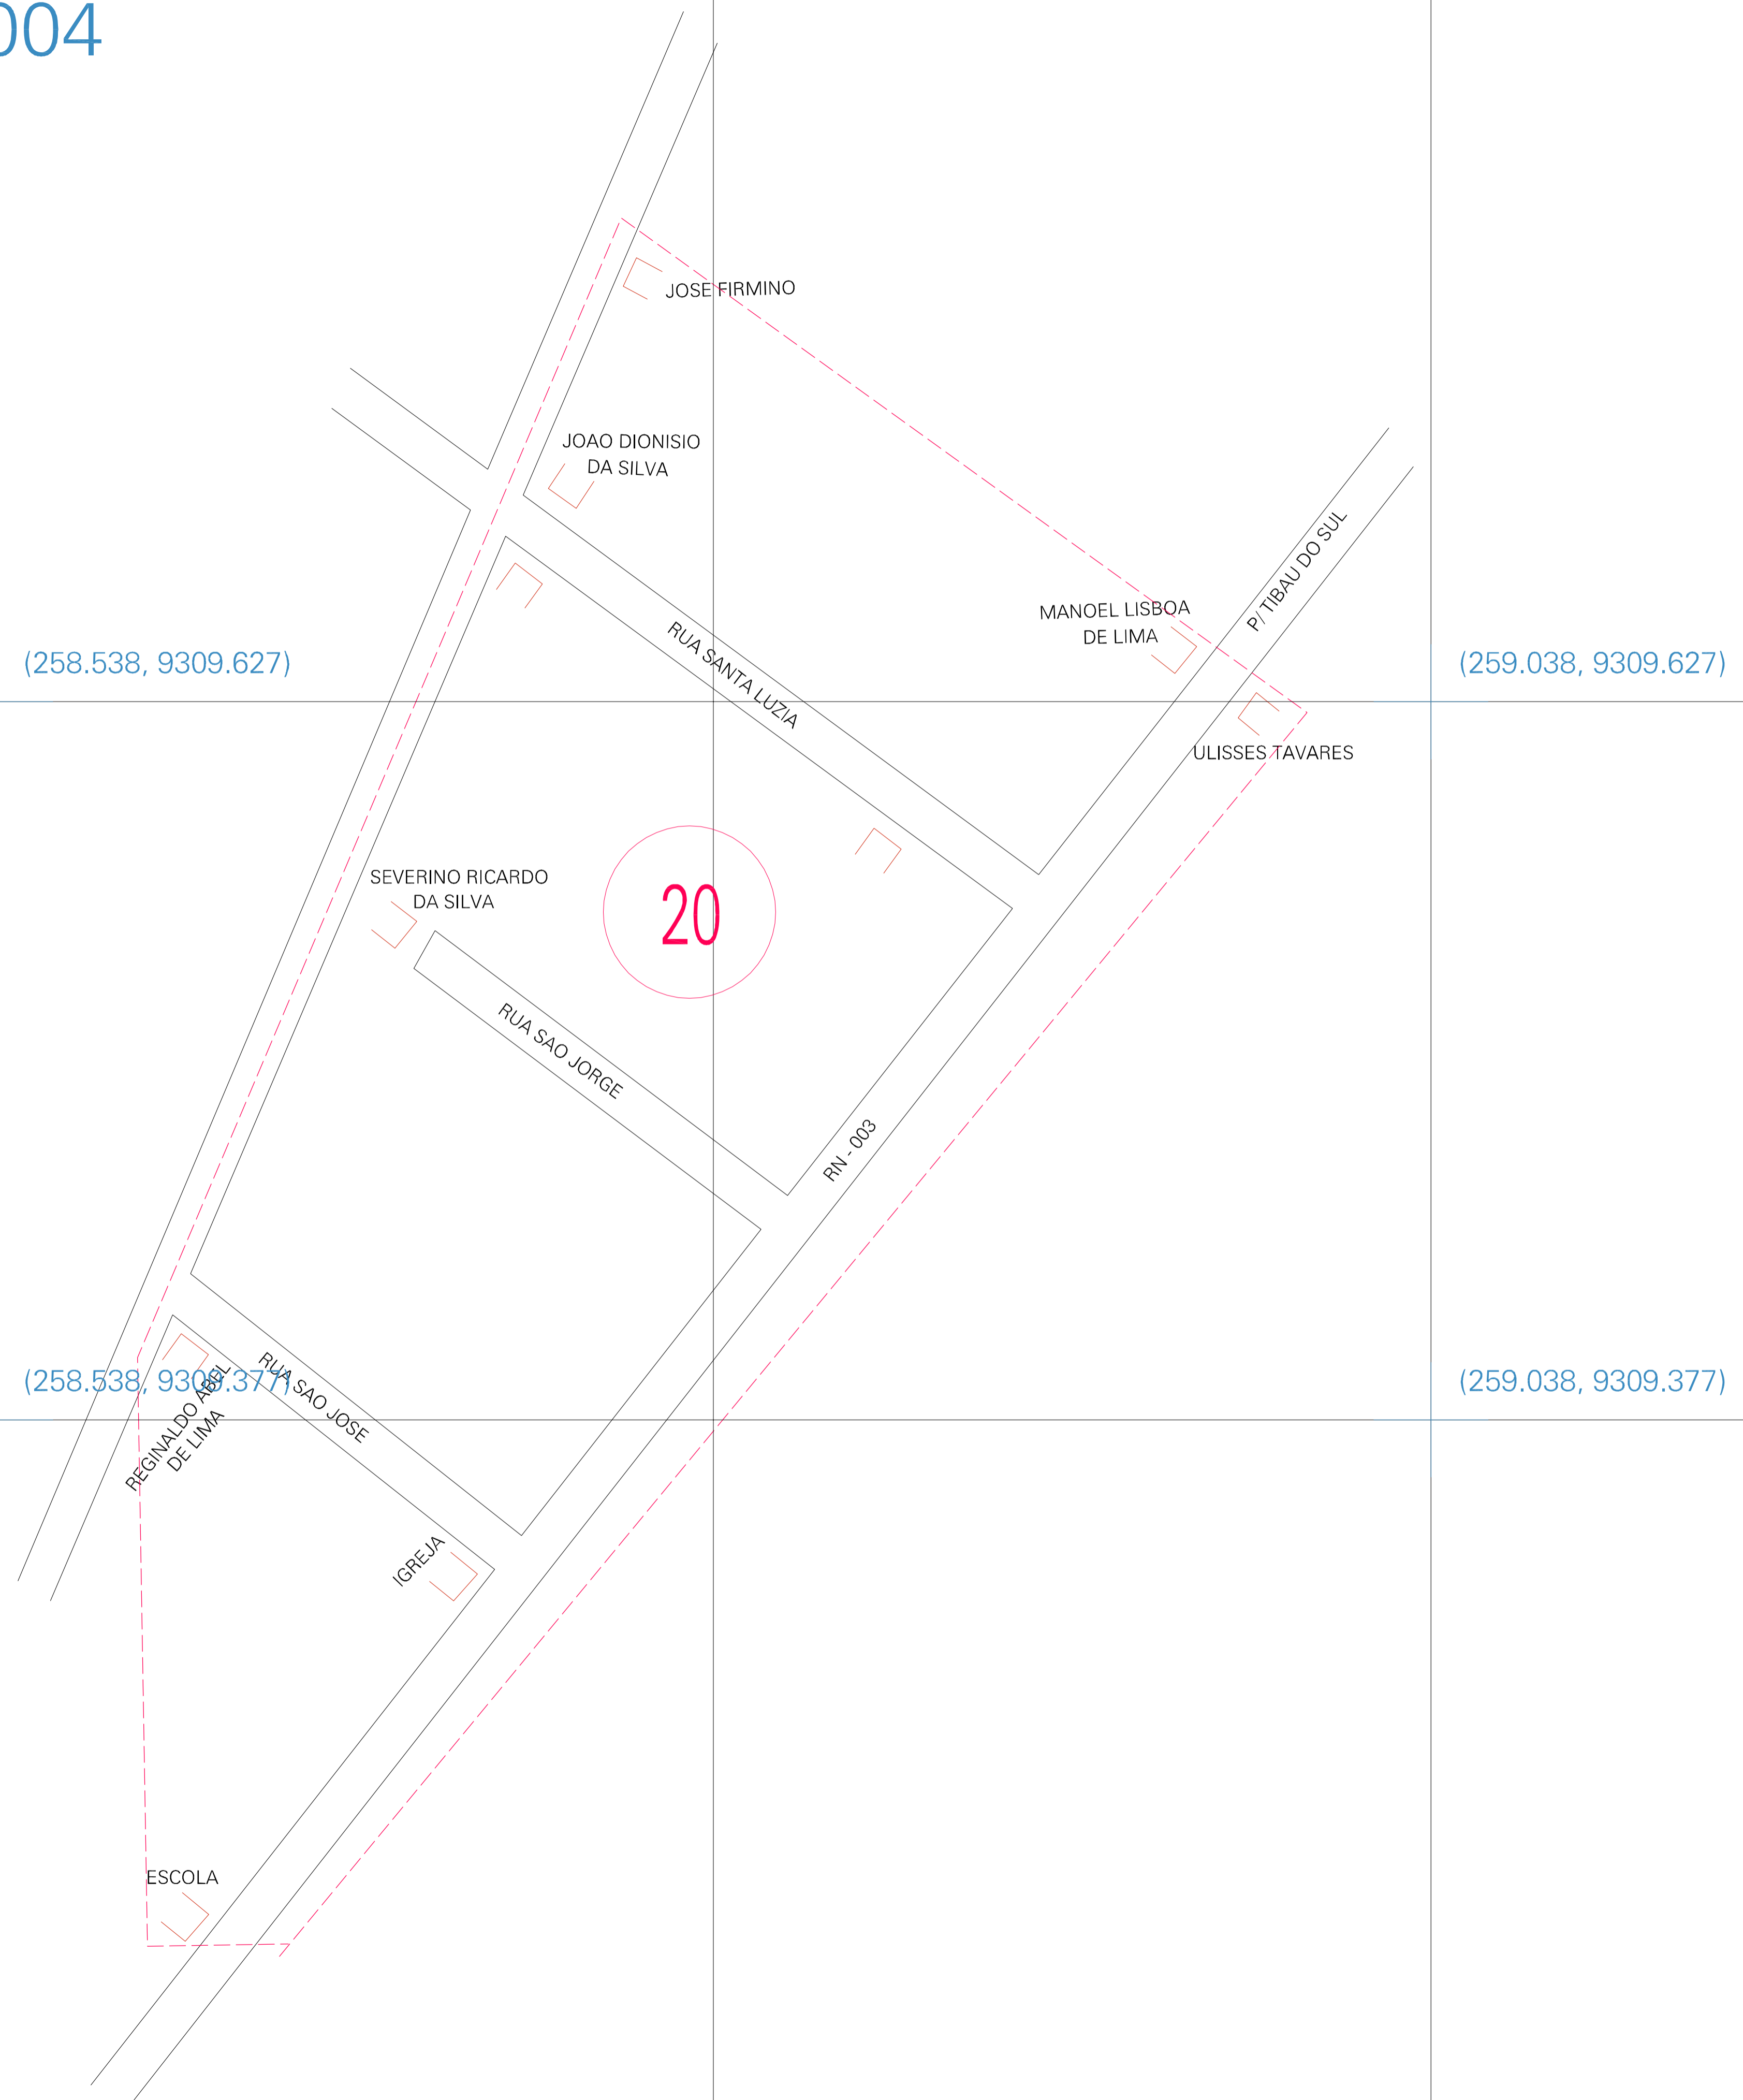 004
JOSE FIRMINO
JOAO DIONISIO
DA SILVA
P/ TIBAU DO SUL
MANOEL LISBOA
DE LIMA
RUA SANTA LUZIA
(258.538, 9309.627)
(259.038, 9309.627)
ULISSES TAVARES
SEVERINO RICARDO
DA SILVA
20
RUA SAO JORGE
RN - 003
(258.538, 9309.377)
(259.038, 9309.377)
REGINALDO ABEL
DE LIMA
RUA SAO JOSE
IGREJA
ESCOLA